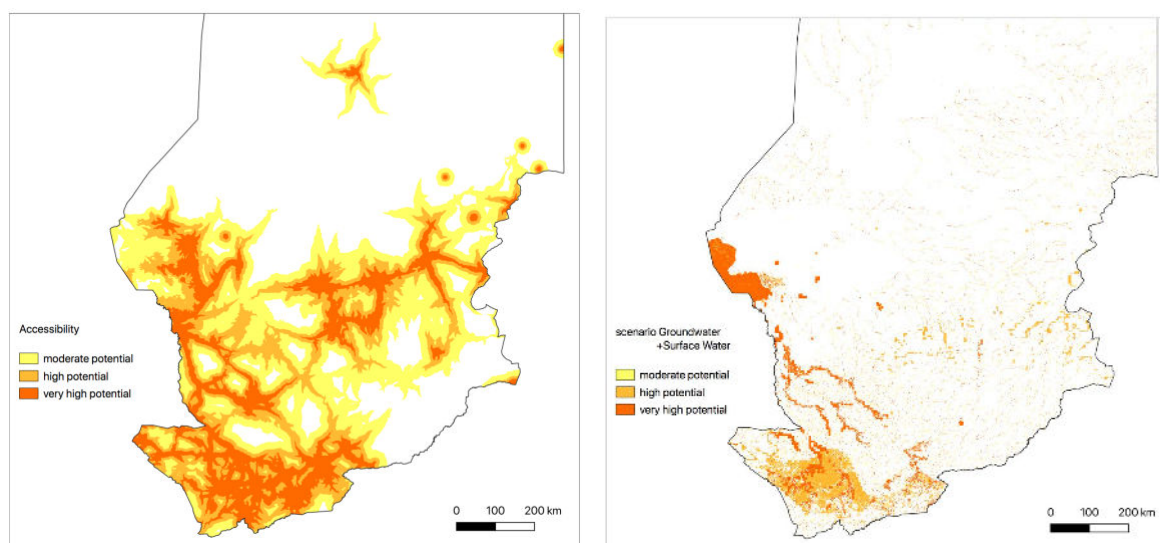 Accessibility
moderate potential
high potential
very high potential
0 100 200 km
scenario Groundwater
+Surface Water
moderate potential
high potential
very high potential
0 100 200 km